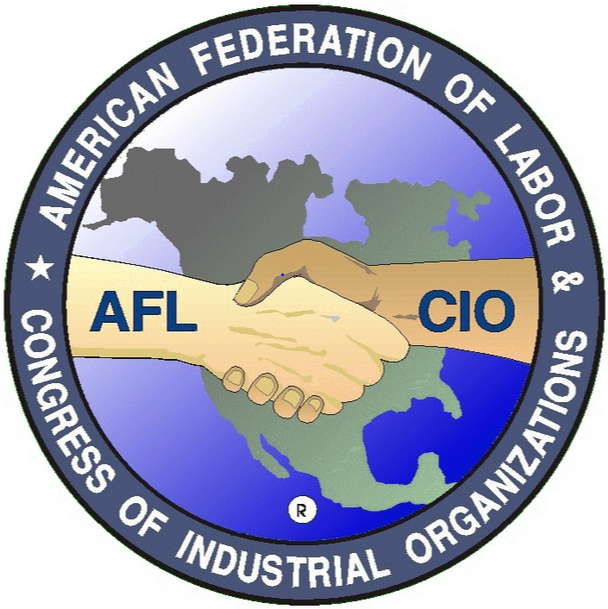 AMERICAN FEDERATION OF LABOR &
CONGRESS OF INDUSTRIAL ORGANIZATIONS
AFL
CIO
R